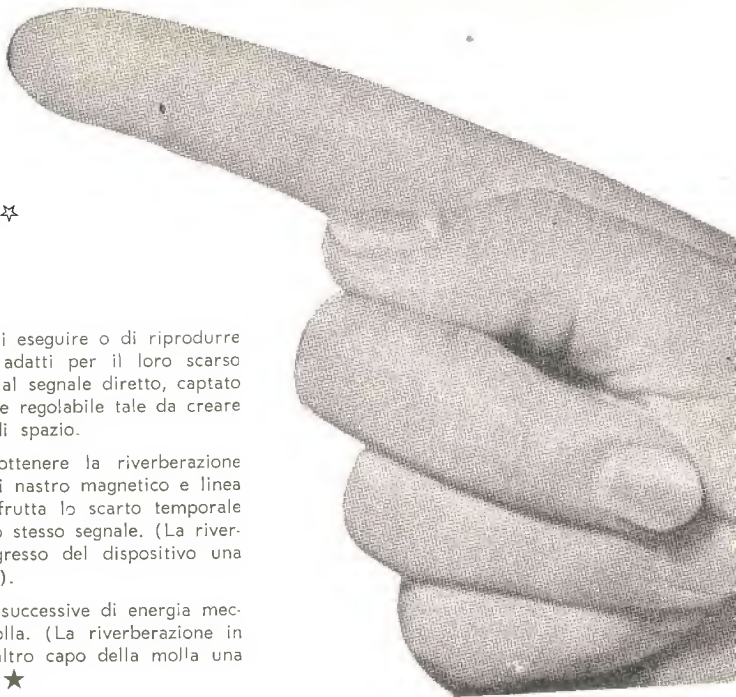 i eseguire o di riprodurre
adatti per il loro scarso
al segnale diretto, captato
e regolabile tale da creare
li spazio.
ottenere la riverberazione
i nastro magnetico e linea
frutta lo scarto temporale
o stesso segnale. (La river-
gresso del dispositivo una
).
successive di energia mec-
olla. (La riverberazione in
altro capo della molla una